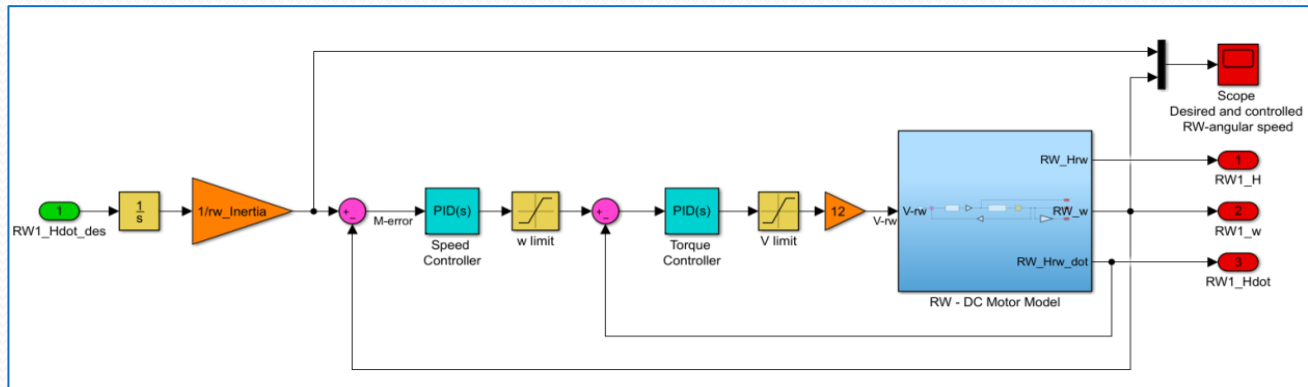 Scope
Desired and controlled
RW-angular speed
1
RW1_Hdot_des
1
s
1/rw_Inertia
+
-
M-error
PID(s)
Speed
Controller
w limit
+
-
PID(s)
Torque
Controller
V limit
12
V-rw
V-rw
RW_Hrw
RW_w
RW_Hrw_dot
RW - DC Motor Model
1
RW1_H
2
RW1_w
3
RW1_Hdot